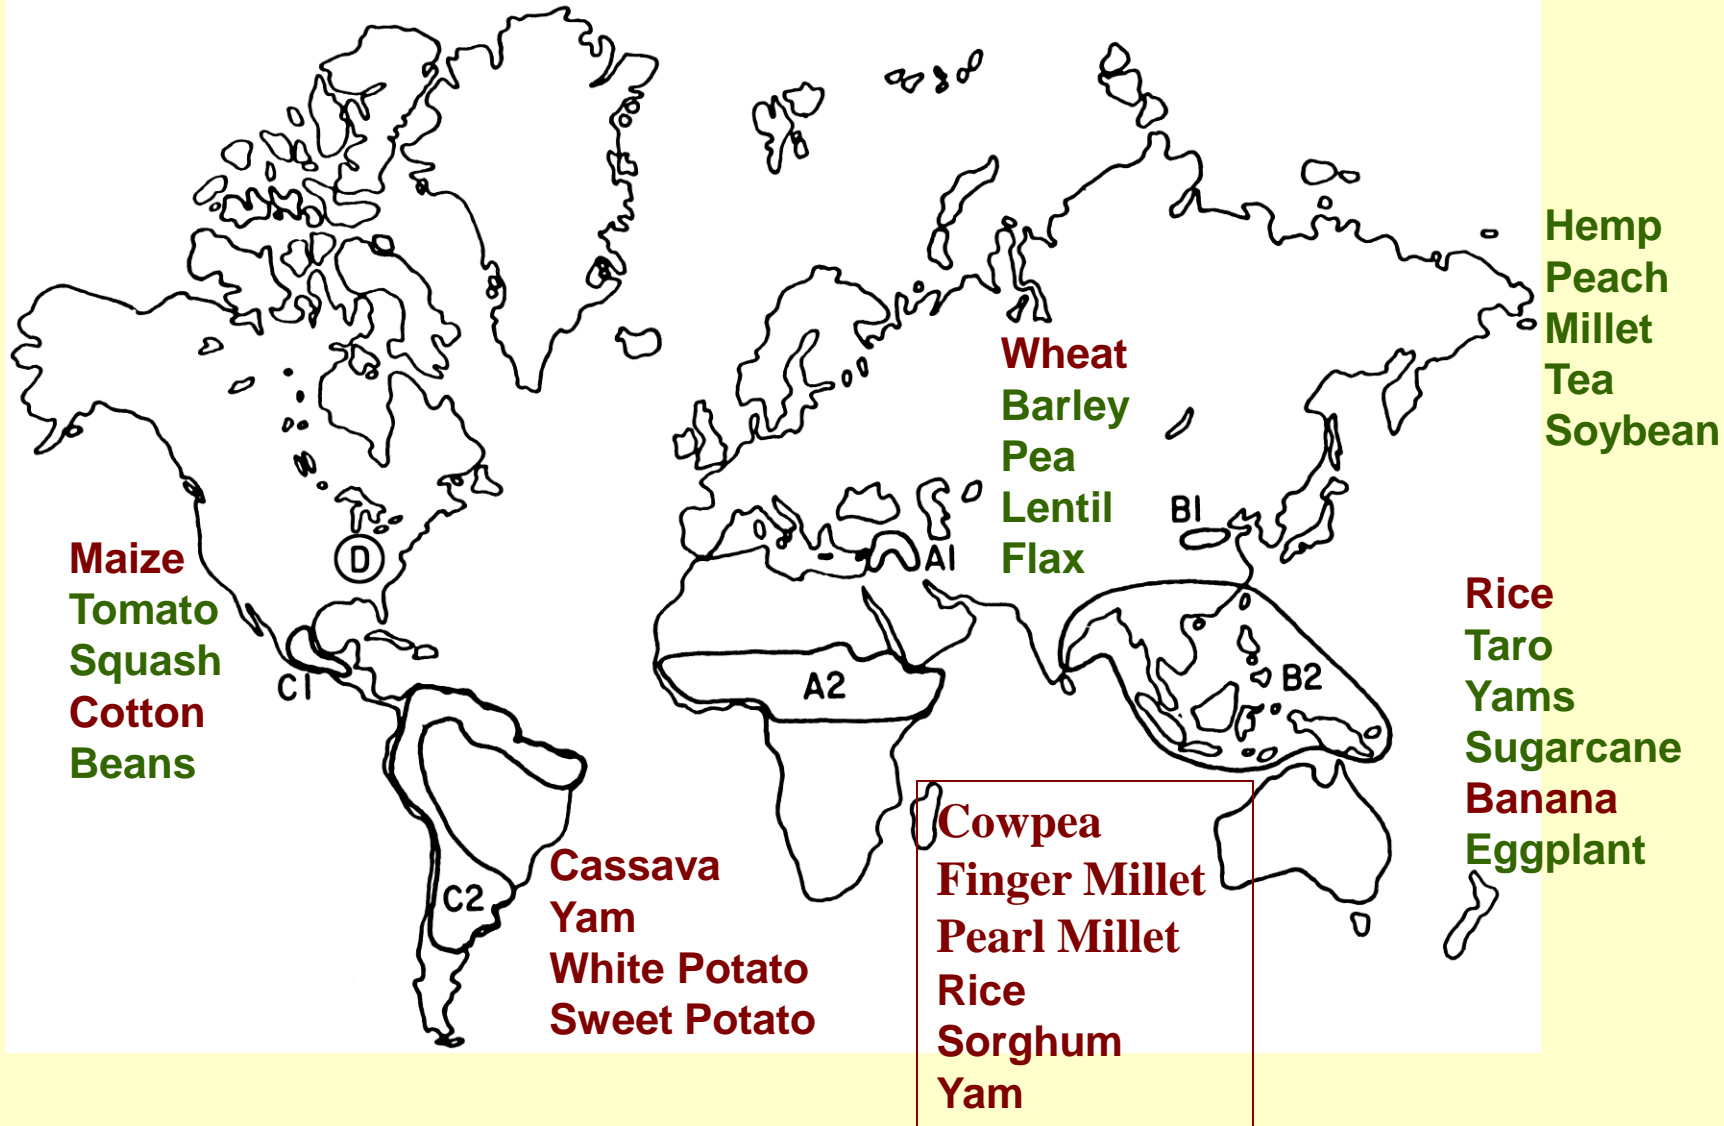 Hemp
Peach
Millet
Tea
Soybean
Wheat
Barley
Pea
Lentil
Flax
B1
D
A1
Maize
Tomato
Squash
Cotton
Beans
C1
A2
B2
Rice
Taro
Yams
Sugarcane
Banana
Eggplant
C2
Cassava
Yam
White Potato
Sweet Potato
Cowpea
Finger Millet
Pearl Millet
Rice
Sorghum
Yam